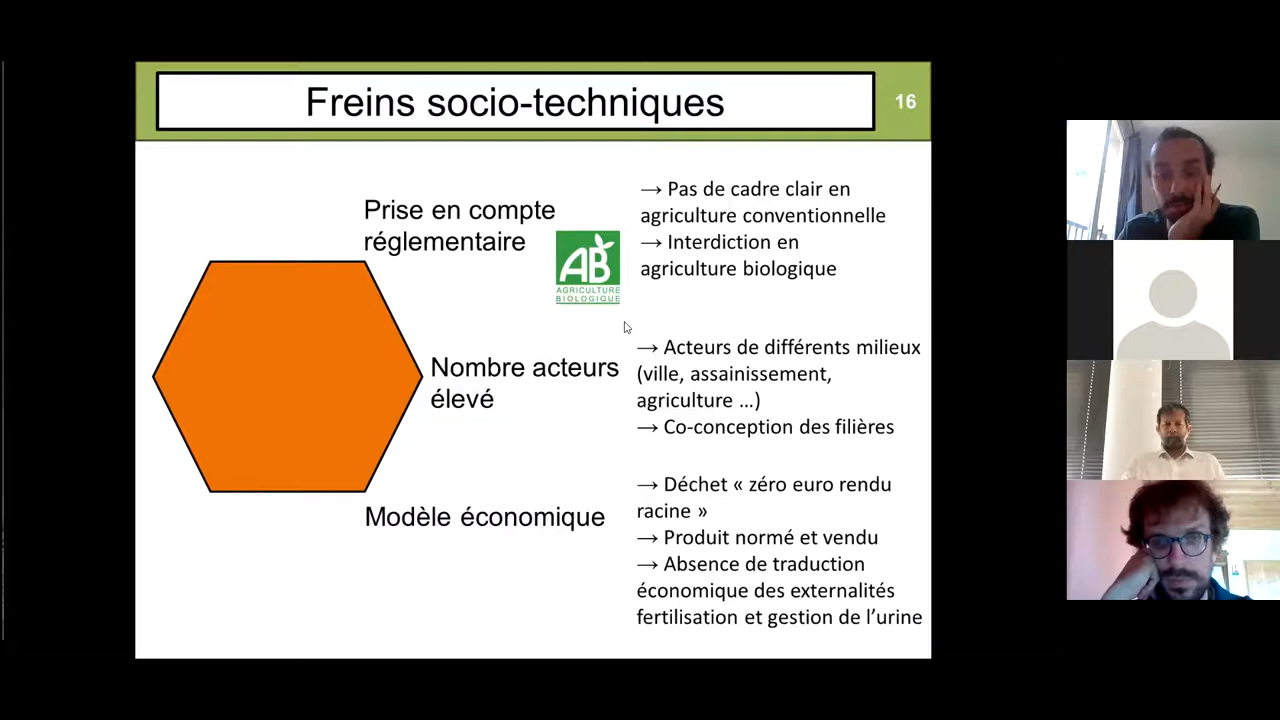 Freins socio-techniques
16
Prise en compte
réglementaire
AB
AGRICULTURE
BIOLOGIQUE
→ Pas de cadre clair en
agriculture conventionnelle
→ Interdiction en
agriculture biologique
Nombre acteurs
élevé
→ Acteurs de différents milieux
(ville, assainissement,
agriculture …)
→ Co-conception des filières
Modèle économique
→ Déchet « zéro euro rendu
racine »
→ Produit normé et vendu
→ Absence de traduction
économique des externalités
fertilisation et gestion de l’urine